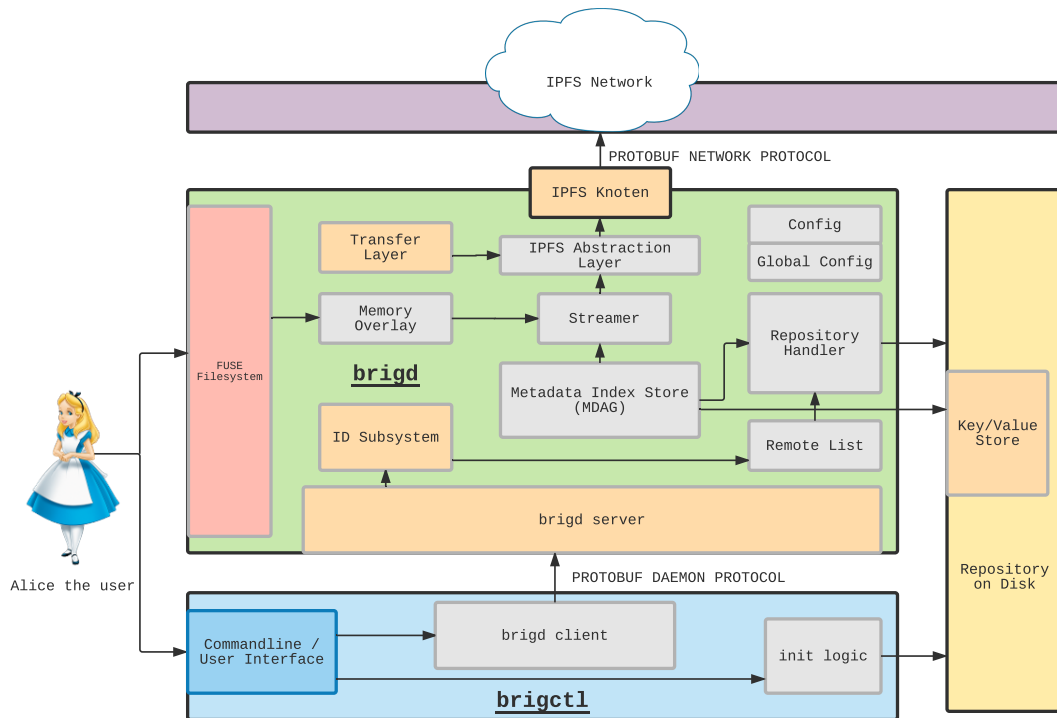 IPFS Network
PROTOBUF NETWORK PROTOCOL
IPFS Knoten
Transfer
Layer
IPFS Abstraction
Layer
Config
Global Config
Memory
Overlay
Streamer
Repository
Handler
FUSE
Filesystem
brigd
Metadata Index Store
(MDAG)
Key/Value
Store
ID Subsystem
Remote List
brigd server
Alice the user
PROTOBUF DAEMON PROTOCOL
Repository
on Disk
Commandline /
User Interface
brigd client
init logic
brigctl